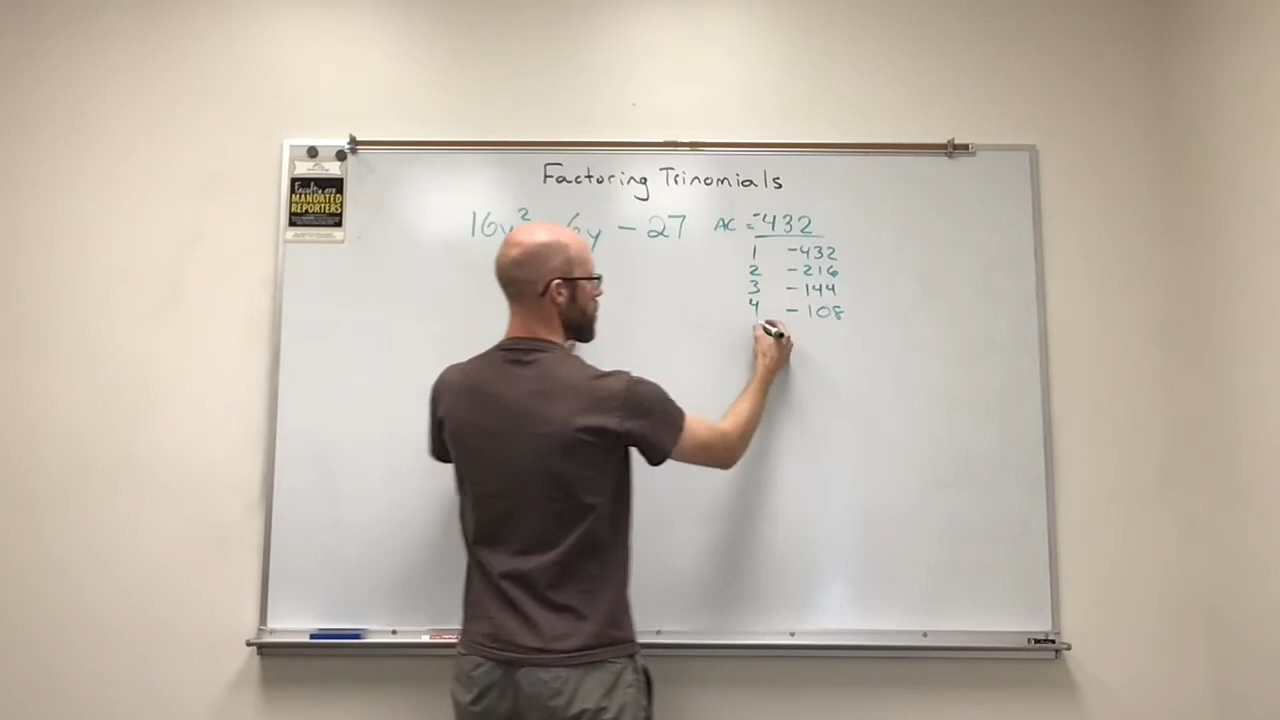 Factoring Trinomials
16y² 6y - 27 AC = -432
1 -432
2 -216
3 -144
4 -108
Faculty are
MANDATED
REPORTERS